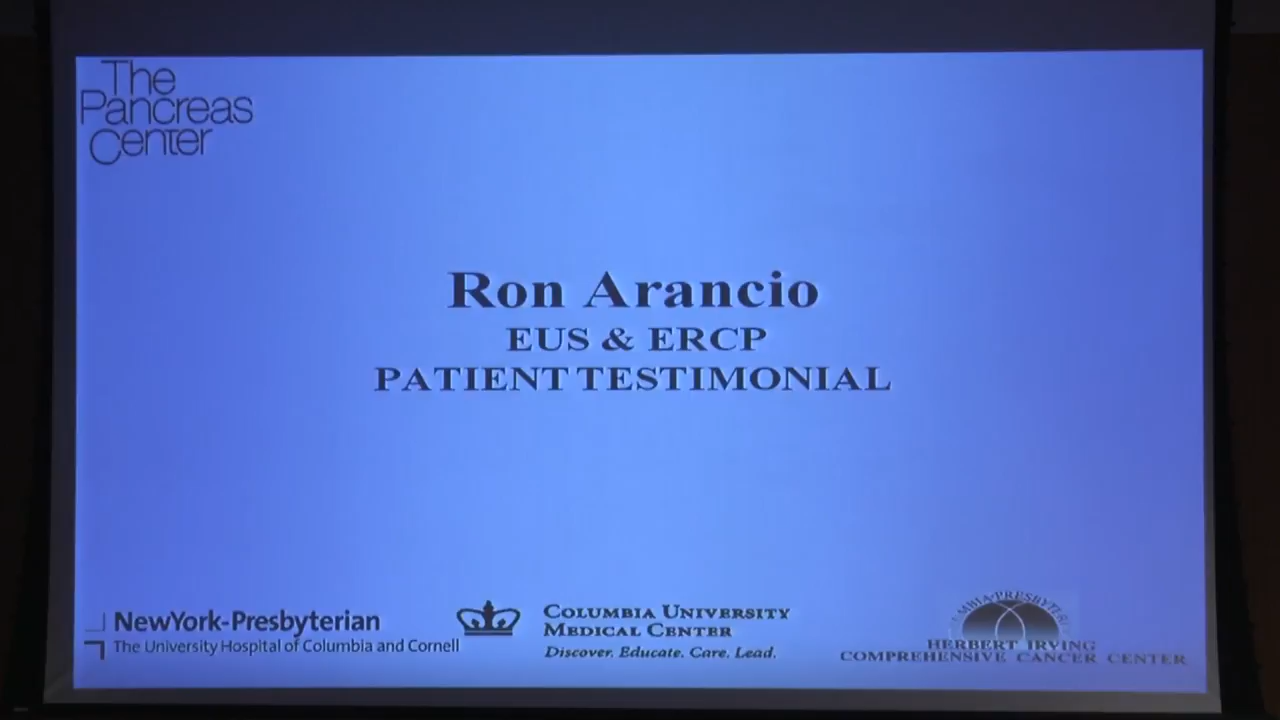 The
Pancreas
Center
Ron Arancio
EUS & ERCP
PATIENT TESTIMONIAL
NewYork-Presbyterian
The University Hospital of Columbia and Cornell
COLUMBIA UNIVERSITY
MEDICAL CENTER
Discover. Educate. Care. Lead.
HERBERT IRVING
COMPREHENSIVE CANCER CENTER